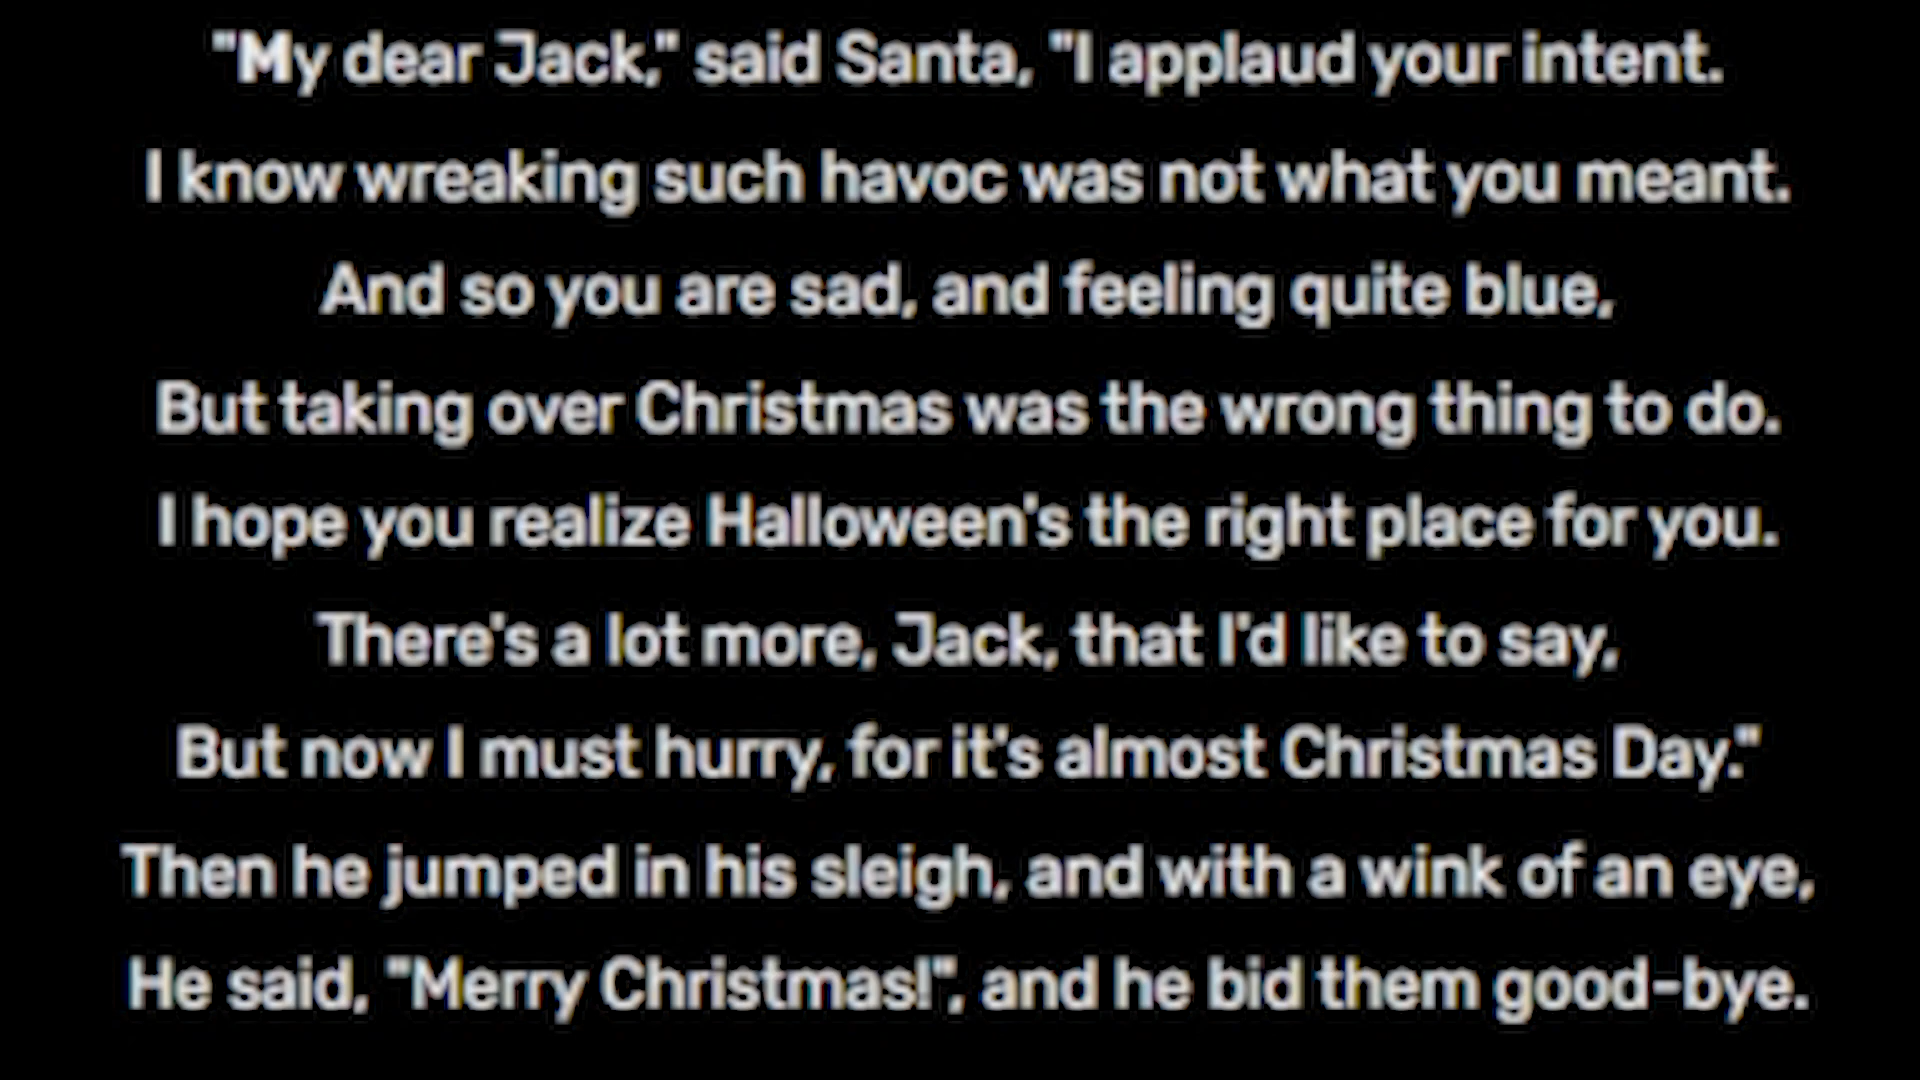 "My dear Jack," said Santa, "I applaud your intent.
I know wreaking such havoc was not what you meant.
And so you are sad, and feeling quite blue,
But taking over Christmas was the wrong thing to do.
I hope you realize Halloween's the right place for you.
There's a lot more, Jack, that I'd like to say,
But now I must hurry, for it's almost Christmas Day."
Then he jumped in his sleigh, and with a wink of an eye,
He said, "Merry Christmas!", and he bid them good-bye.